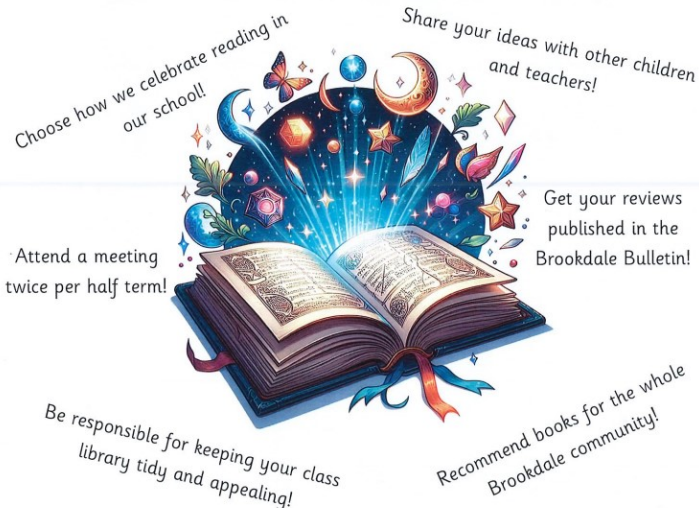 Choose how we celebrate reading in
our school!
Share your ideas with other children
and teachers!
Attend a meeting
twice per half term!
Get your reviews
published in the
Brookdale Bulletin!
Be responsible for keeping your class
library tidy and appealing!
Recommend books for the whole
Brookdale community!